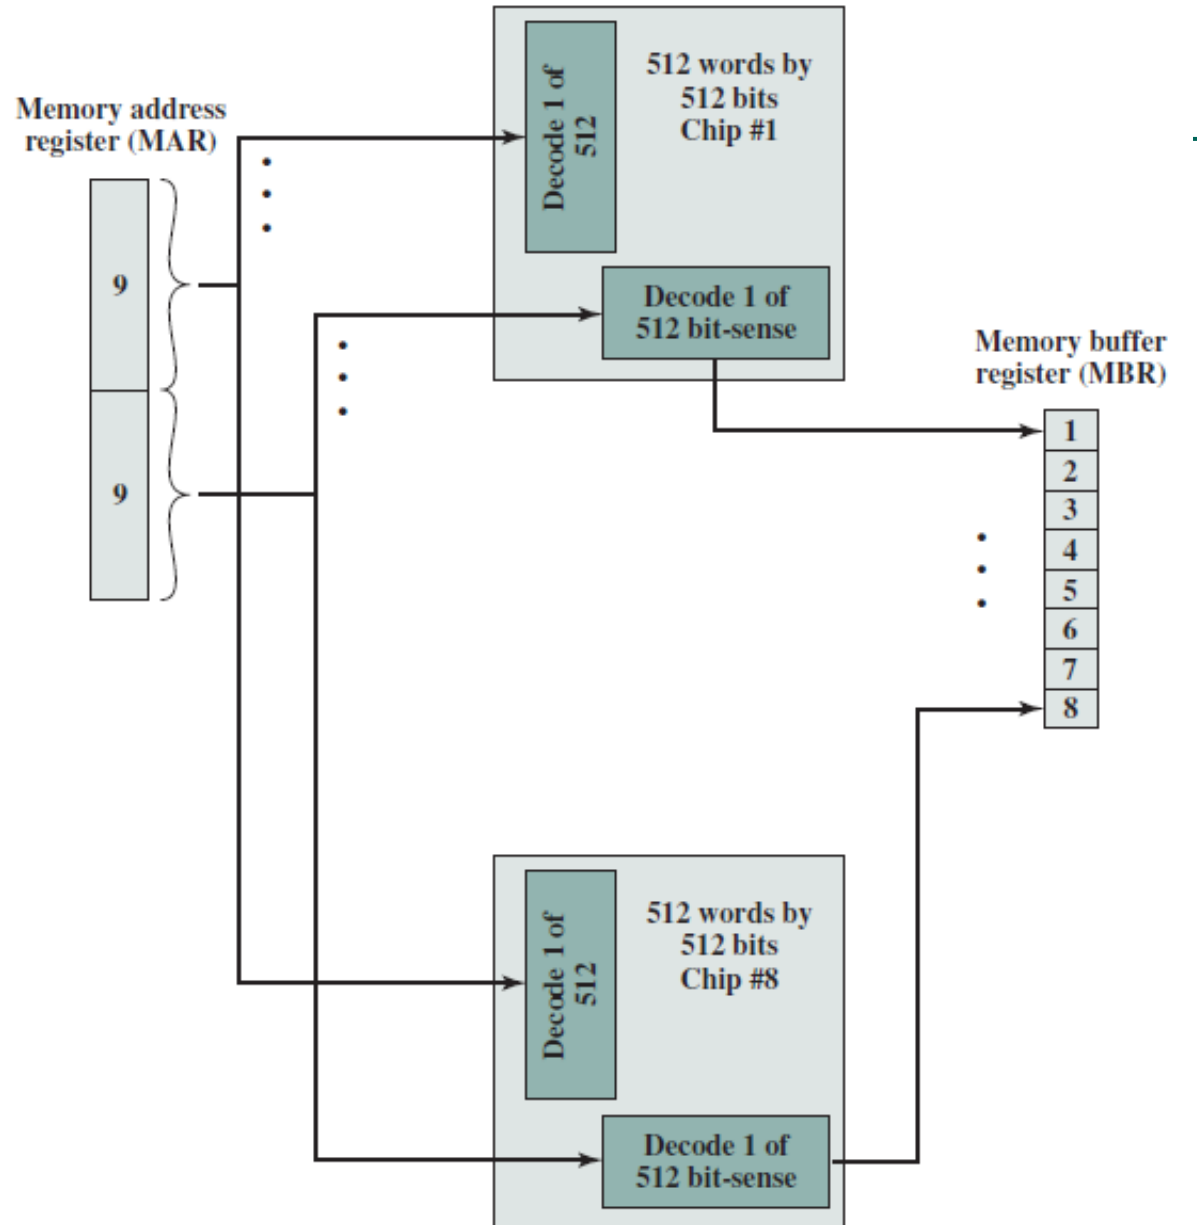 Memory address
register (MAR)
9
9
Decode 1 of
512
512 words by
512 bits
Chip #1
Decode 1 of
512 bit-sense
Memory buffer
register (MBR)
1
2
3
4
5
6
7
8
Decode 1 of
512
512 words by
512 bits
Chip #8
Decode 1 of
512 bit-sense